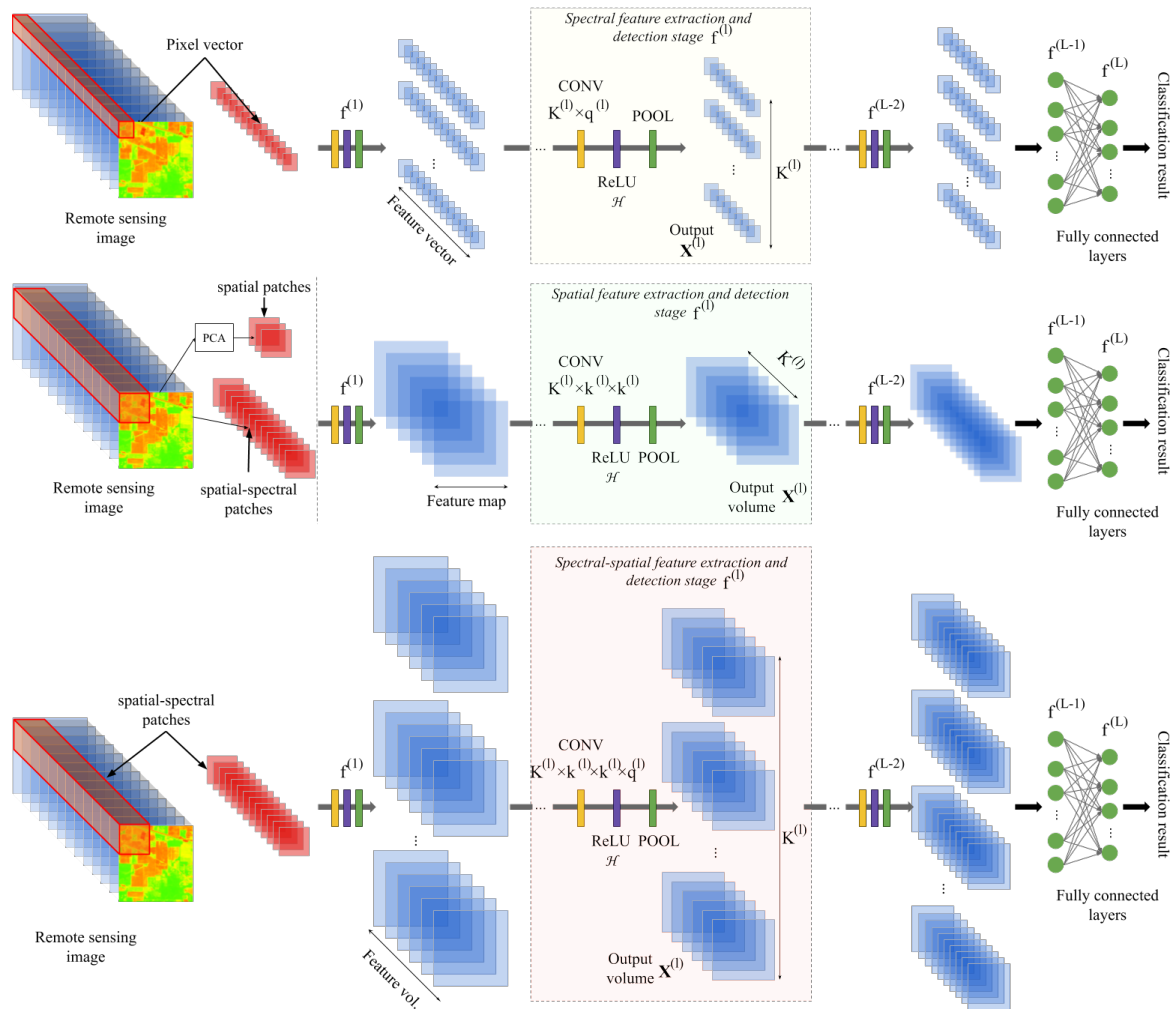 Spectral feature extraction and
detection stage f^(l)
Pixel vector
Remote sensing
image
f^(1)
Feature vector
...
...
CONV
K^(l)×q^(l)
ReLU
ℋ
POOL
...
Output
X^(l)
K^(l)
...
f^(L-2)
...
f^(L-1)
f^(L)
...
...
Fully connected
layers
Classification result
spatial patches
PCA
Remote sensing
image
spatial-spectral
patches
f^(1)
Feature map
Spatial feature extraction and detection
stage f^(l)
...
CONV
K^(l)×k^(l)×k^(l)
ReLU
ℋ
POOL
K^(l)
Output
volume X^(l)
...
f^(L-2)
f^(L-1)
f^(L)
...
...
Fully connected
layers
Classification result
spatial-spectral
patches
Remote sensing
image
f^(1)
...
Feature vol.
Spectral-spatial feature extraction and
detection stage f^(l)
...
CONV
K^(l)×k^(l)×k^(l)×q^(l)
ReLU
ℋ
POOL
...
K^(l)
Output
volume X^(l)
...
f^(L-2)
...
f^(L-1)
f^(L)
...
...
Fully connected
layers
Classification result